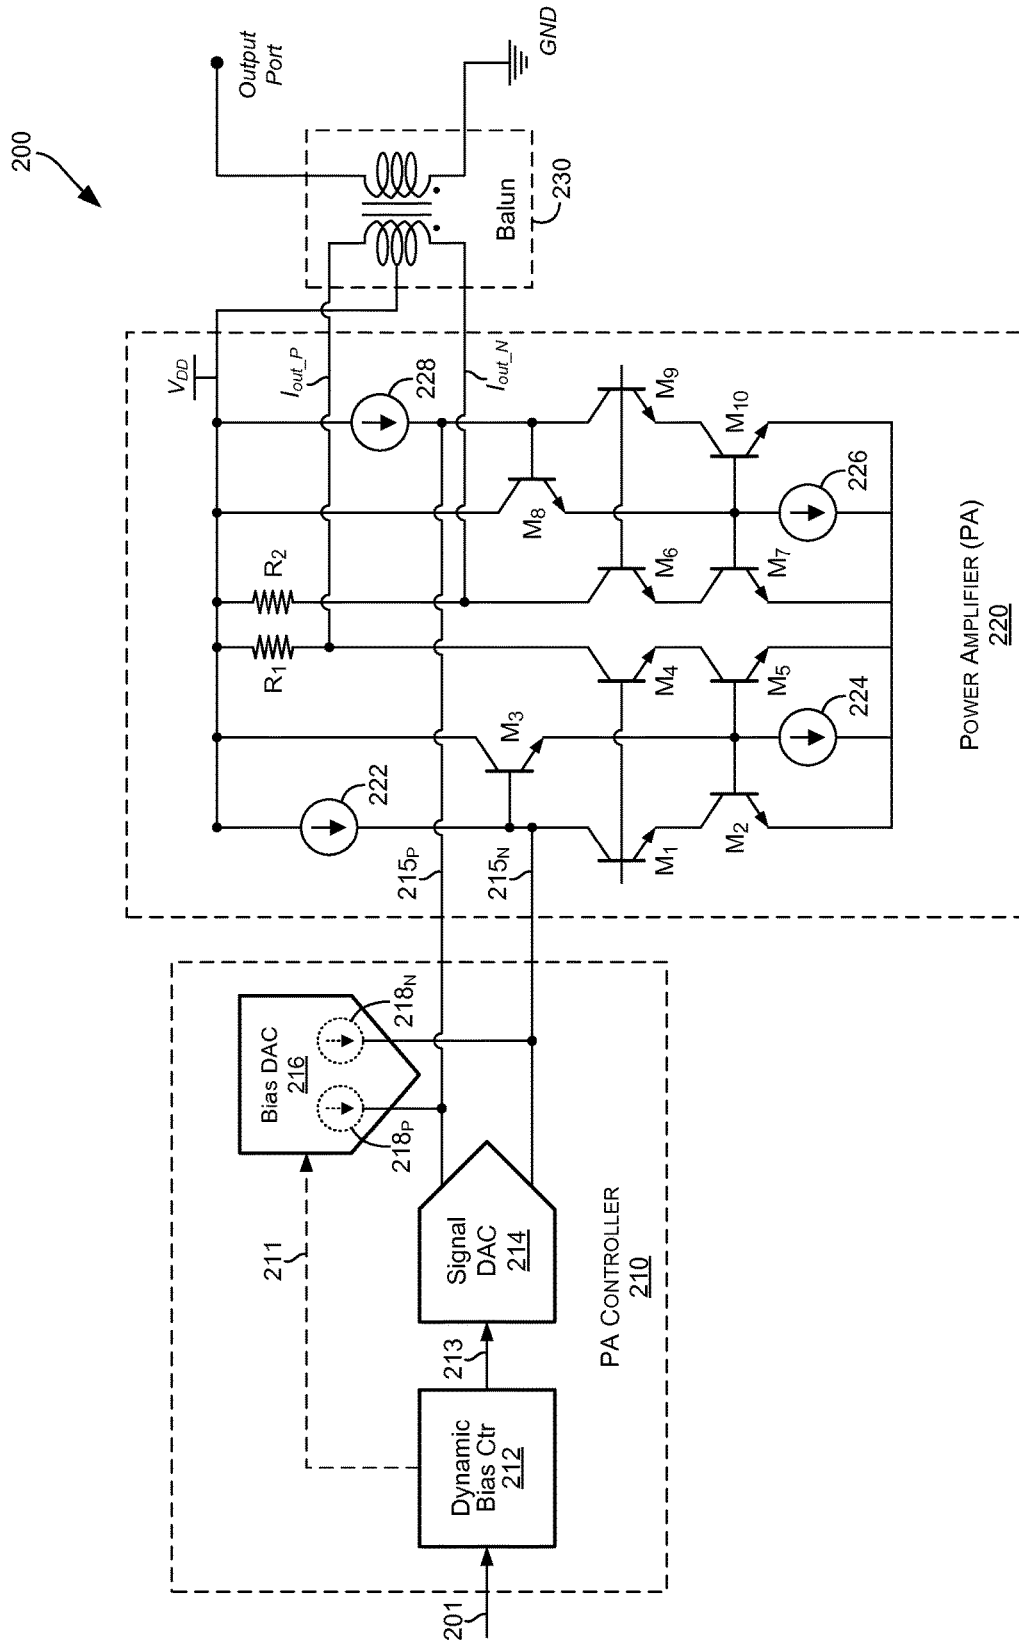 200
201
Dynamic
Bias Ctr
212
211
213
Signal
DAC
214
Bias DAC
216
218P
218N
PA CONTROLLER
210
215P
215N
222
VDD
R1
R2
Iout_P
228
Iout_N
M3
M8
M1
M4
M6
M9
M2
M5
M7
M10
224
226
POWER AMPLIFIER (PA)
220
Balun
230
Output
Port
GND